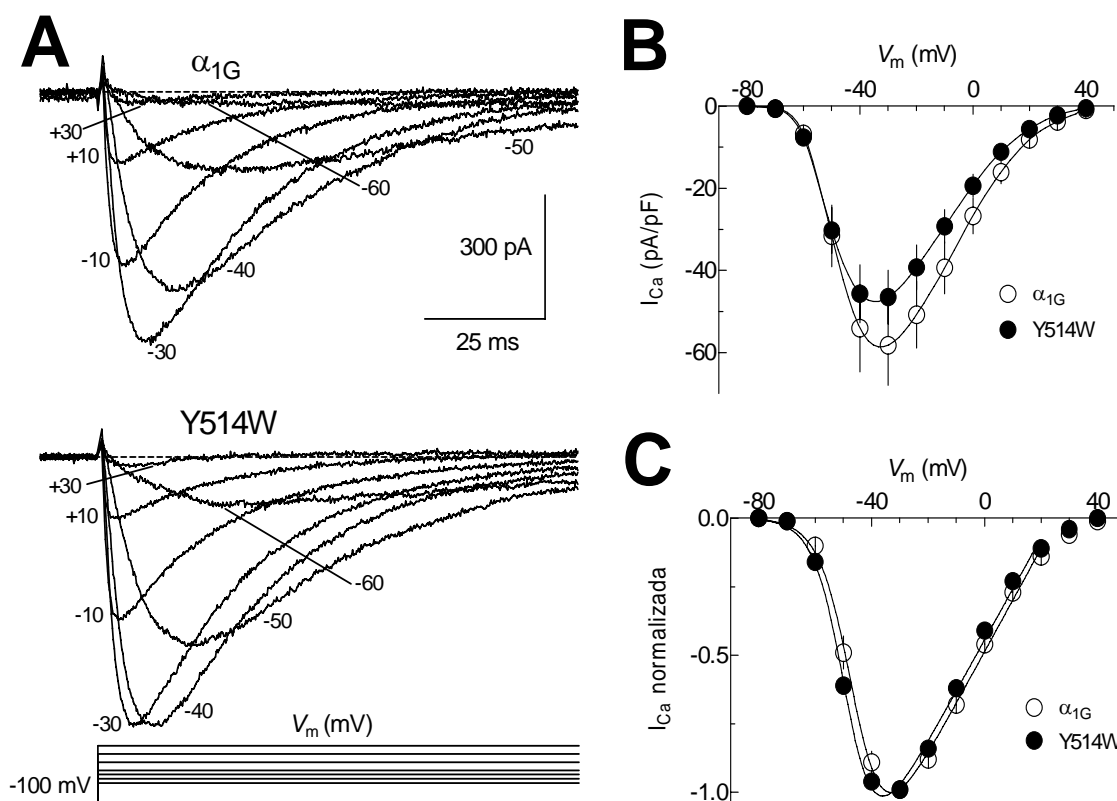 A
α1G
+30
+10
-50
-60
300 pA
-10
-40
25 ms
-30
Y514W
+30
+10
-60
-10
-50
-30
-40
Vm (mV)
-100 mV
B
Vm (mV)
-80 -40 0 40
0
-20
-40
-60
ICa (pA/pF)
α1G
Y514W
C
Vm (mV)
-80 -40 0 40
0.0
-0.5
-1.0
ICa normalizada
α1G
Y514W